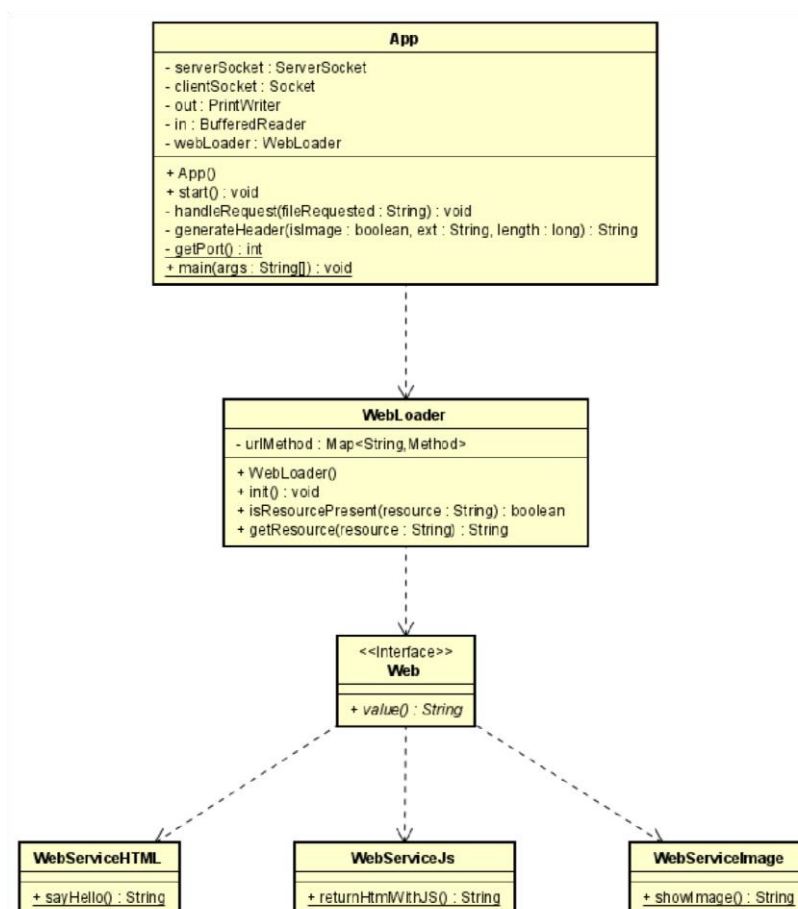 App
- serverSocket : ServerSocket
- clientSocket : Socket
- out : PrintWriter
- in : BufferedReader
- webLoader : WebLoader
+ App()
+ start() : void
- handleRequest(fileRequested : String) : void
- generateHeader(isImage : boolean, ext : String, length : long) : String
- getPort() : int
+ main(args : String[]) : void
WebLoader
- urlMethod : Map<String,Method>
+ WebLoader()
+ init() : void
+ isResourcePresent(resource : String) : boolean
+ getResource(resource : String) : String
<<Interface>>
Web
+ value() : String
WebServiceHTML
+ sayHello() : String
WebServiceJs
+ returnHtmlWithJS() : String
WebServiceImage
+ showImage() : String